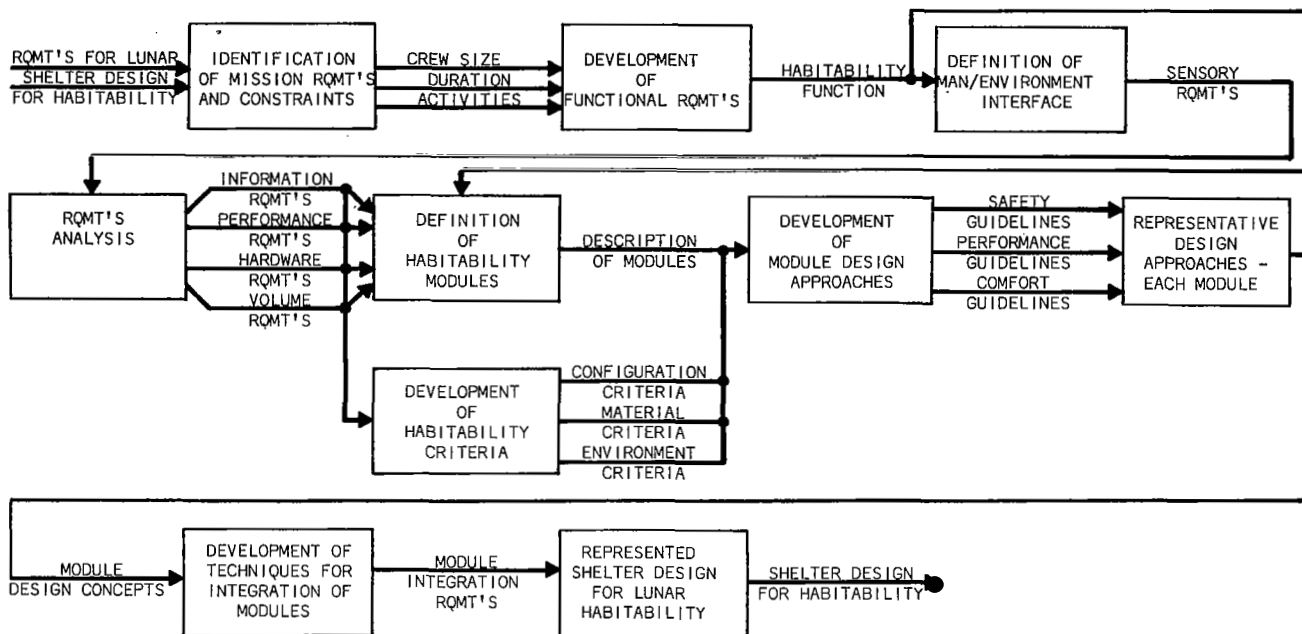 RQMT'S FOR LUNAR
SHELTER DESIGN
FOR HABITABILITY
IDENTIFICATION
OF MISSION RQMT'S
AND CONSTRAINTS
CREW SIZE
DURATION
ACTIVITIES
DEVELOPMENT
OF
FUNCTIONAL RQMT'S
HABITABILITY
FUNCTION
DEFINITION OF
MAN/ENVIRONMENT
INTERFACE
SENSORY
RQMT'S
RQMT'S
ANALYSIS
INFORMATION
RQMT'S
PERFORMANCE
RQMT'S
HARDWARE
RQMT'S
VOLUME
RQMT'S
DEFINITION
OF
HABITABILITY
MODULES
DESCRIPTION
OF MODULES
DEVELOPMENT
OF
MODULE DESIGN
APPROACHES
SAFETY
GUIDELINES
PERFORMANCE
GUIDELINES
COMFORT
GUIDELINES
REPRESENTATIVE
DESIGN
APPROACHES -
EACH MODULE
DEVELOPMENT
OF
HABITABILITY
CRITERIA
CONFIGURATION
CRITERIA
MATERIAL
CRITERIA
ENVIRONMENT
CRITERIA
MODULE
DESIGN CONCEPTS
DEVELOPMENT OF
TECHNIQUES FOR
INTEGRATION OF
MODULES
MODULE
INTEGRATION
RQMT'S
REPRESENTED
SHELTER DESIGN
FOR LUNAR
HABITABILITY
SHELTER DESIGN
FOR HABITABILITY